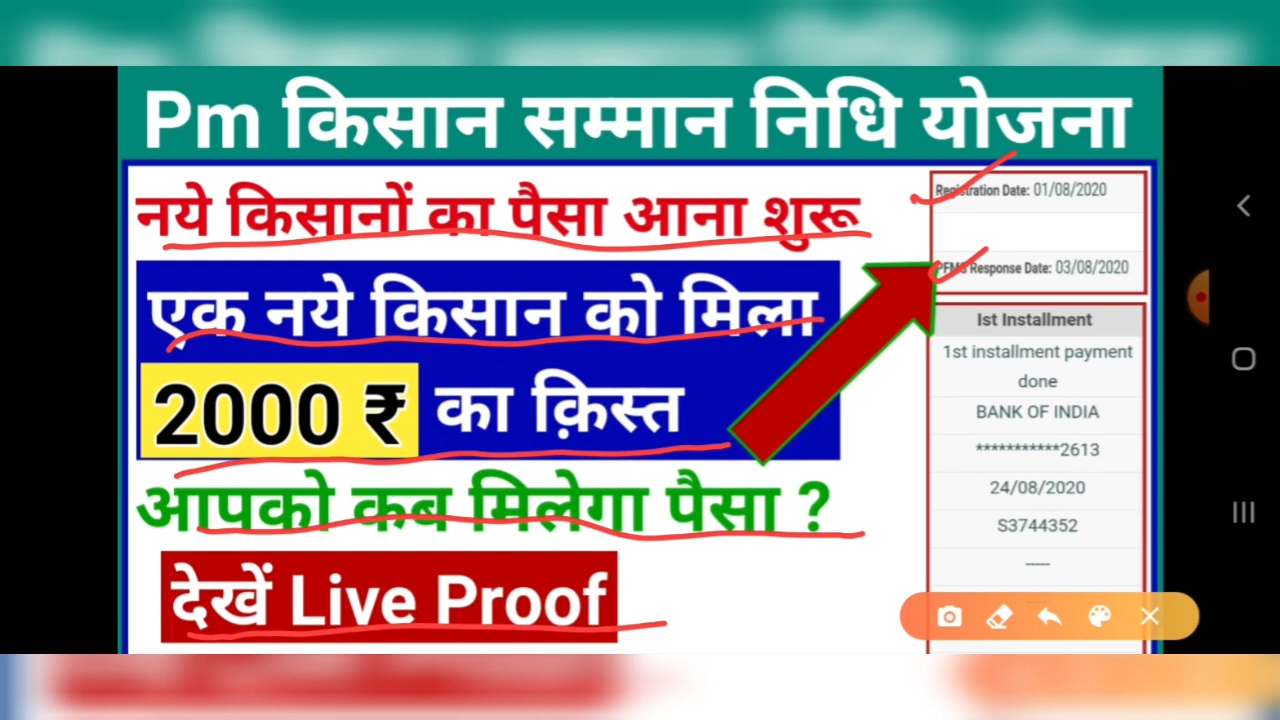 Pm किसान सम्मान निधि योजना
नये किसानों का पैसा आना शुरू
एक नये किसान को मिला
2000 ₹ का क़िस्त
आपको कब मिलेगा पैसा ?
देखें Live Proof
Registration Date: 01/08/2020
PFMS Response Date: 03/08/2020
Ist Installment
1st installment payment
done
BANK OF INDIA
***********2613
24/08/2020
S3744352
-----